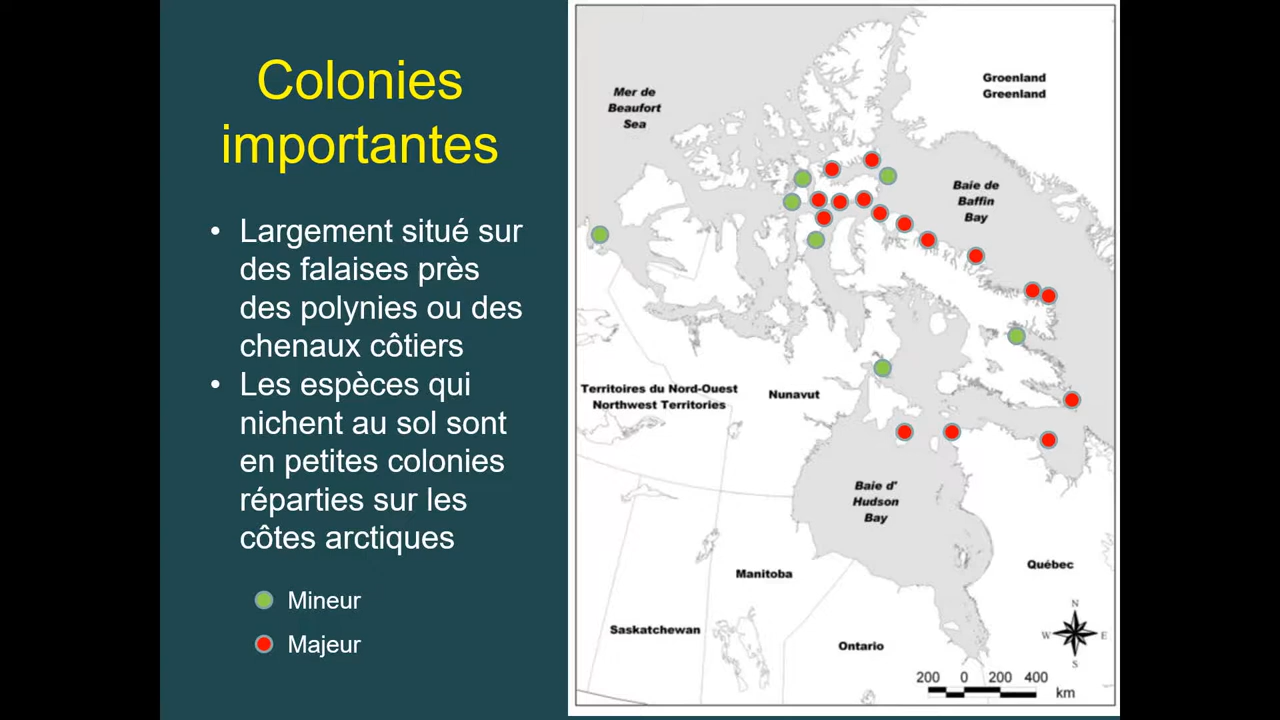 Colonies
importantes
• Largement situé sur
des falaises près
des polynies ou des
chenaux côtiers
• Les espèces qui
nichent au sol sont
en petites colonies
réparties sur les
côtes arctiques
Mineur
Majeur
Mer de
Beaufort
Sea
Groenland
Greenland
Baie de
Baffin
Bay
Territoires du Nord-Ouest
Northwest Territories
Nunavut
Baie d'
Hudson
Bay
Manitoba
Québec
Saskatchewan
Ontario
N
W E
S
200 0 200 400
km